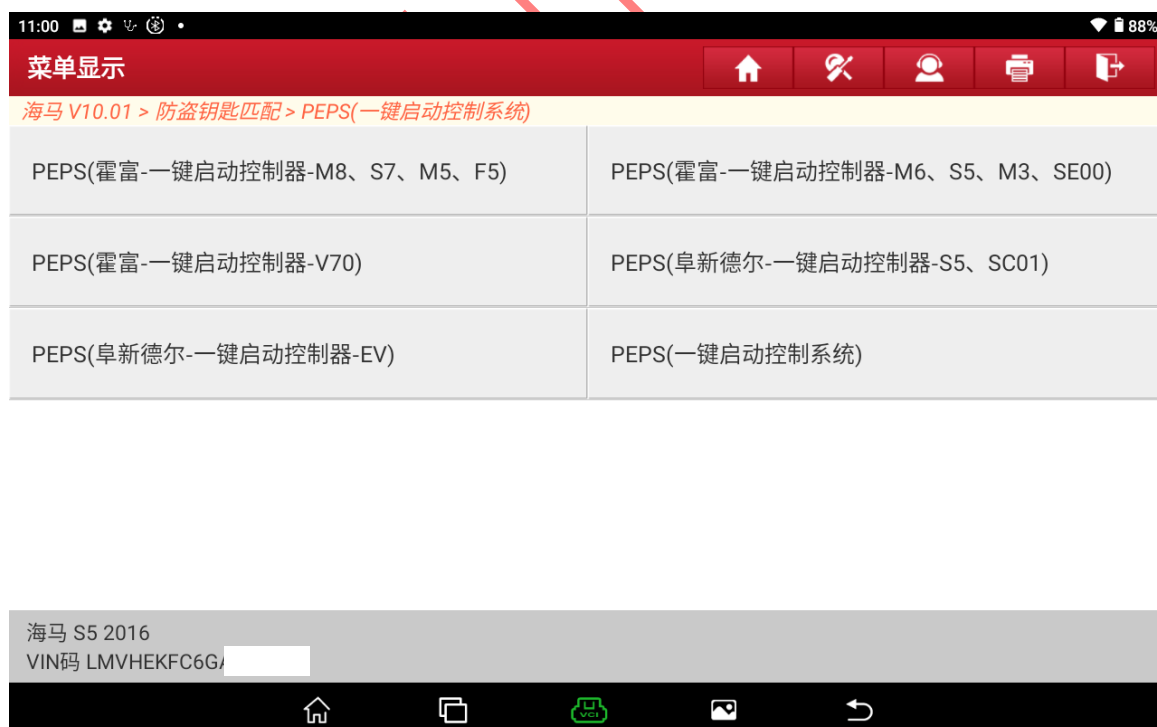 11:00
88%
菜单显示
海马 V10.01 > 防盗钥匙匹配 > PEPS(一键启动控制系统)
PEPS(霍富-一键启动控制器-M8、S7、M5、F5)
PEPS(霍富-一键启动控制器-M6、S5、M3、SE00)
PEPS(霍富-一键启动控制器-V70)
PEPS(阜新德尔-一键启动控制器-S5、SC01)
PEPS(阜新德尔-一键启动控制器-EV)
PEPS(一键启动控制系统)
海马 S5 2016
VIN码 LMVHEKFC6G
VCI